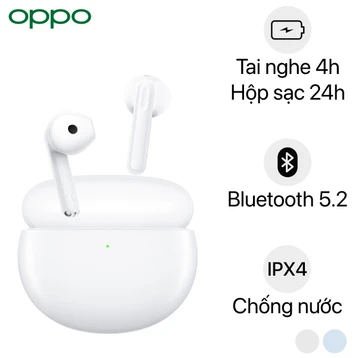 oppo
Tai nghe 4h
Hộp sạc 24h
Bluetooth 5.2
IPX4
Chống nước